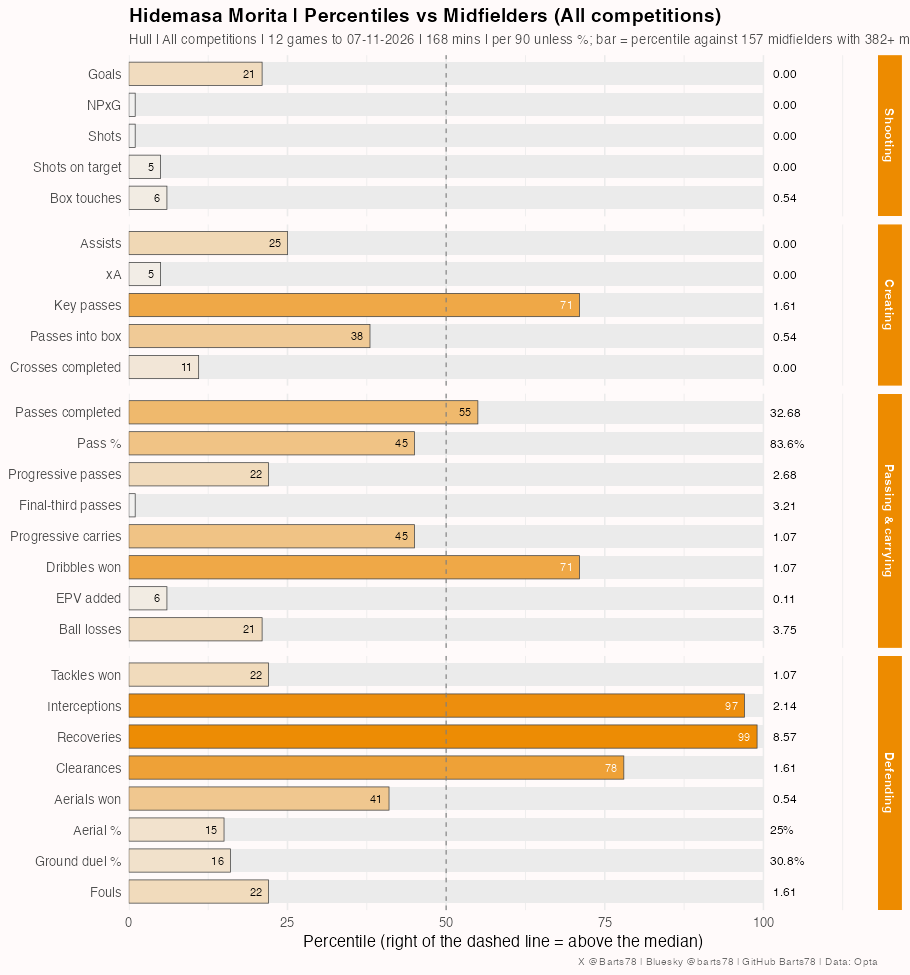 Hidemasa Morita | Percentiles vs Midfielders (All competitions)
Hull | All competitions | 12 games to 07-11-2026 | 168 mins | per 90 unless %; bar = percentile against 157 midfielders with 382+ m
Shooting
Goals 21 0.00
NPxG 0.00
Shots 0.00
Shots on target 5 0.00
Box touches 6 0.54
Creating
Assists 25 0.00
xA 5 0.00
Key passes 71 1.61
Passes into box 38 0.54
Crosses completed 11 0.00
Passing & carrying
Passes completed 55 32.68
Pass % 45 83.6%
Progressive passes 22 2.68
Final-third passes 3.21
Progressive carries 45 1.07
Dribbles won 71 1.07
EPV added 6 0.11
Ball losses 21 3.75
Defending
Tackles won 22 1.07
Interceptions 97 2.14
Recoveries 99 8.57
Clearances 78 1.61
Aerials won 41 0.54
Aerial % 15 25%
Ground duel % 16 30.8%
Fouls 22 1.61
0 25 50 75 100
Percentile (right of the dashed line = above the median)
X @Barts78 | Bluesky @barts78 | GitHub Barts78 | Data: Opta